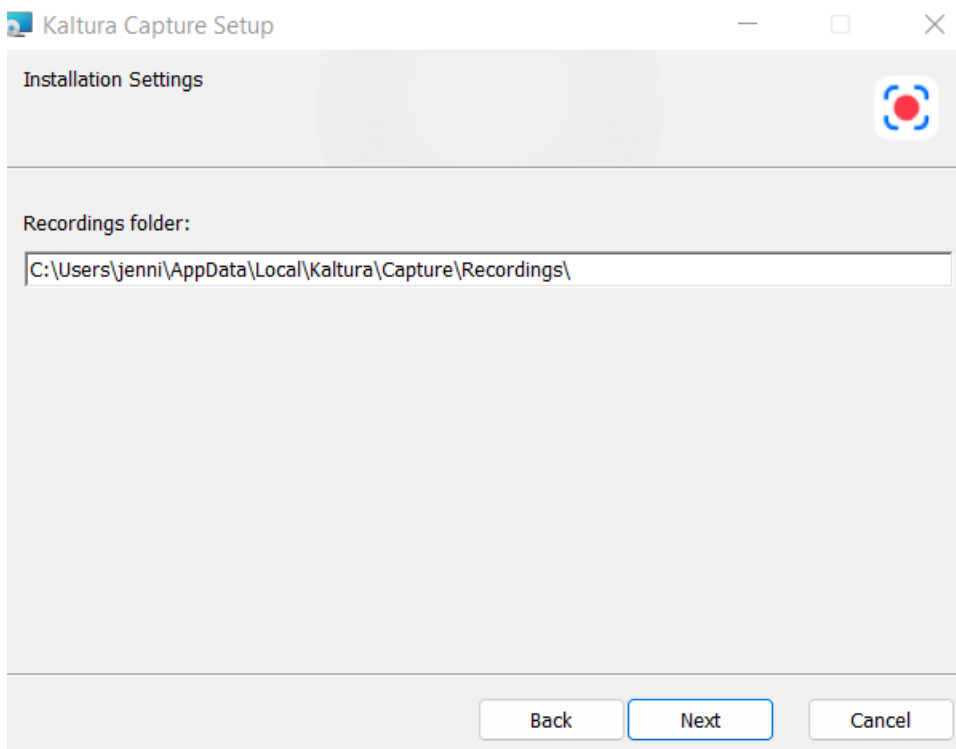 Kaltura Capture Setup
Installation Settings
Recordings folder:
C:\Users\jenni\AppData\Local\Kaltura\Capture\Recordings\
Back Next Cancel